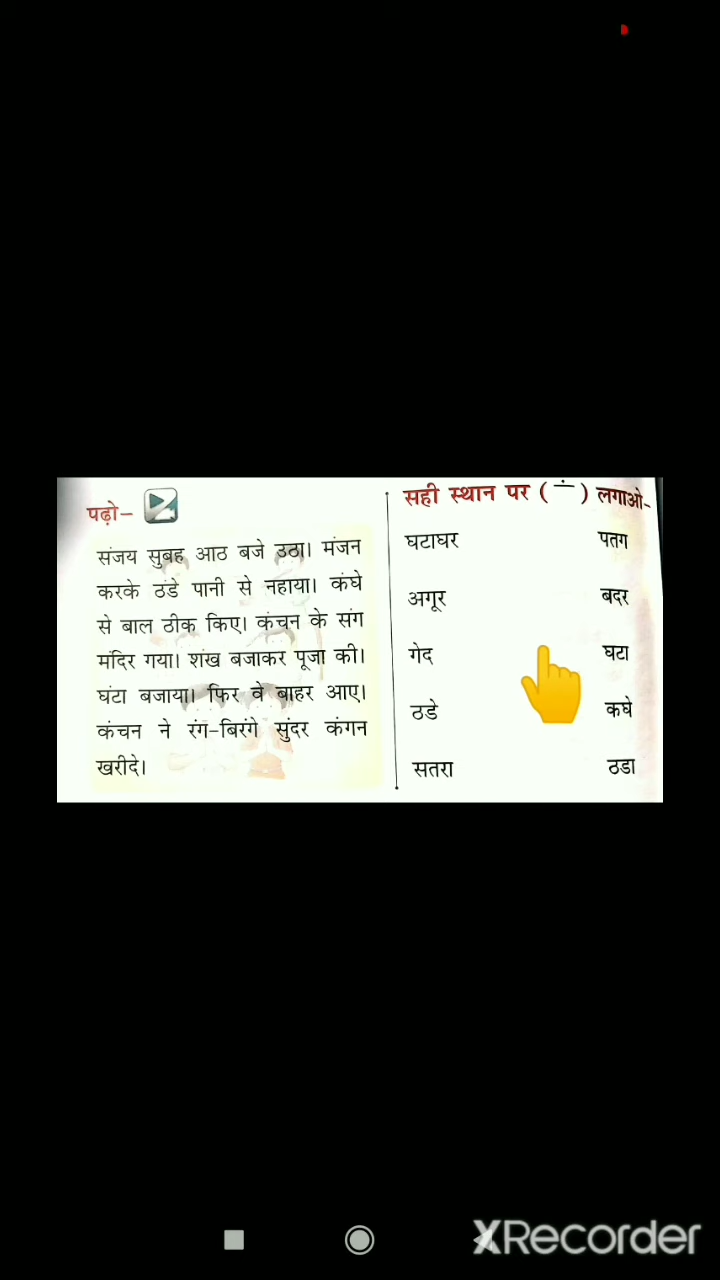 पढ़ो-
संजय सुबह आठ बजे उठा। मंजन
करके ठंडे पानी से नहाया। कंघे
से बाल ठीक किए। कंचन के संग
मंदिर गया। शंख बजाकर पूजा की।
घंटा बजाया। फिर वे बाहर आए।
कंचन ने रंग-बिरंगे सुंदर कंगन
खरीदे।
सही स्थान पर ( ∸ ) लगाओ-
घटाघर पतग
अगूर बदर
गेद घटा
ठडे कघे
सतरा ठडा
XRecorder